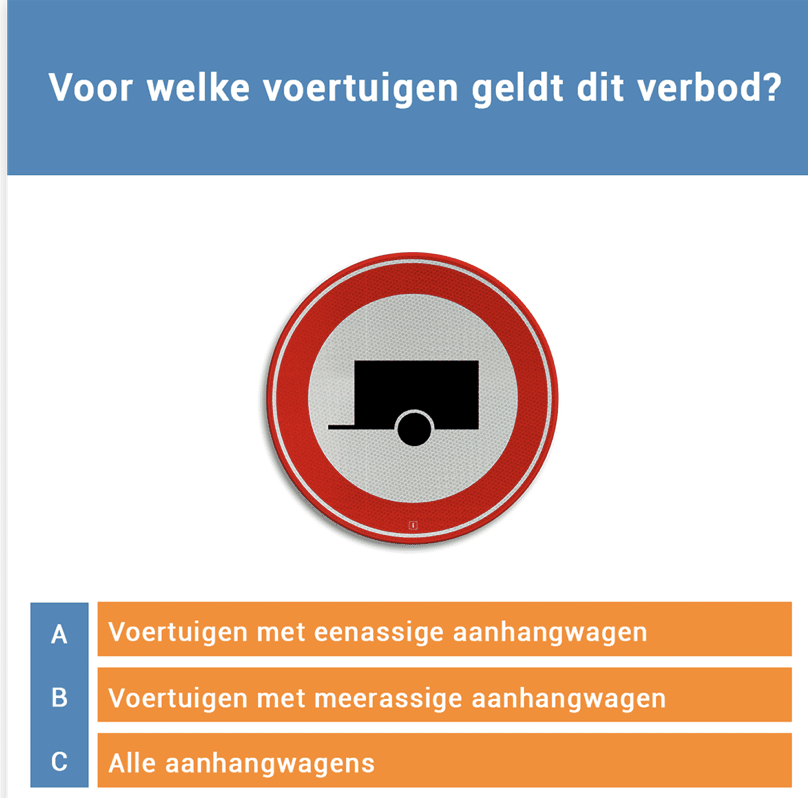 Voor welke voertuigen geldt dit verbod?
A Voertuigen met eenassige aanhangwagen
B Voertuigen met meerassige aanhangwagen
C Alle aanhangwagens